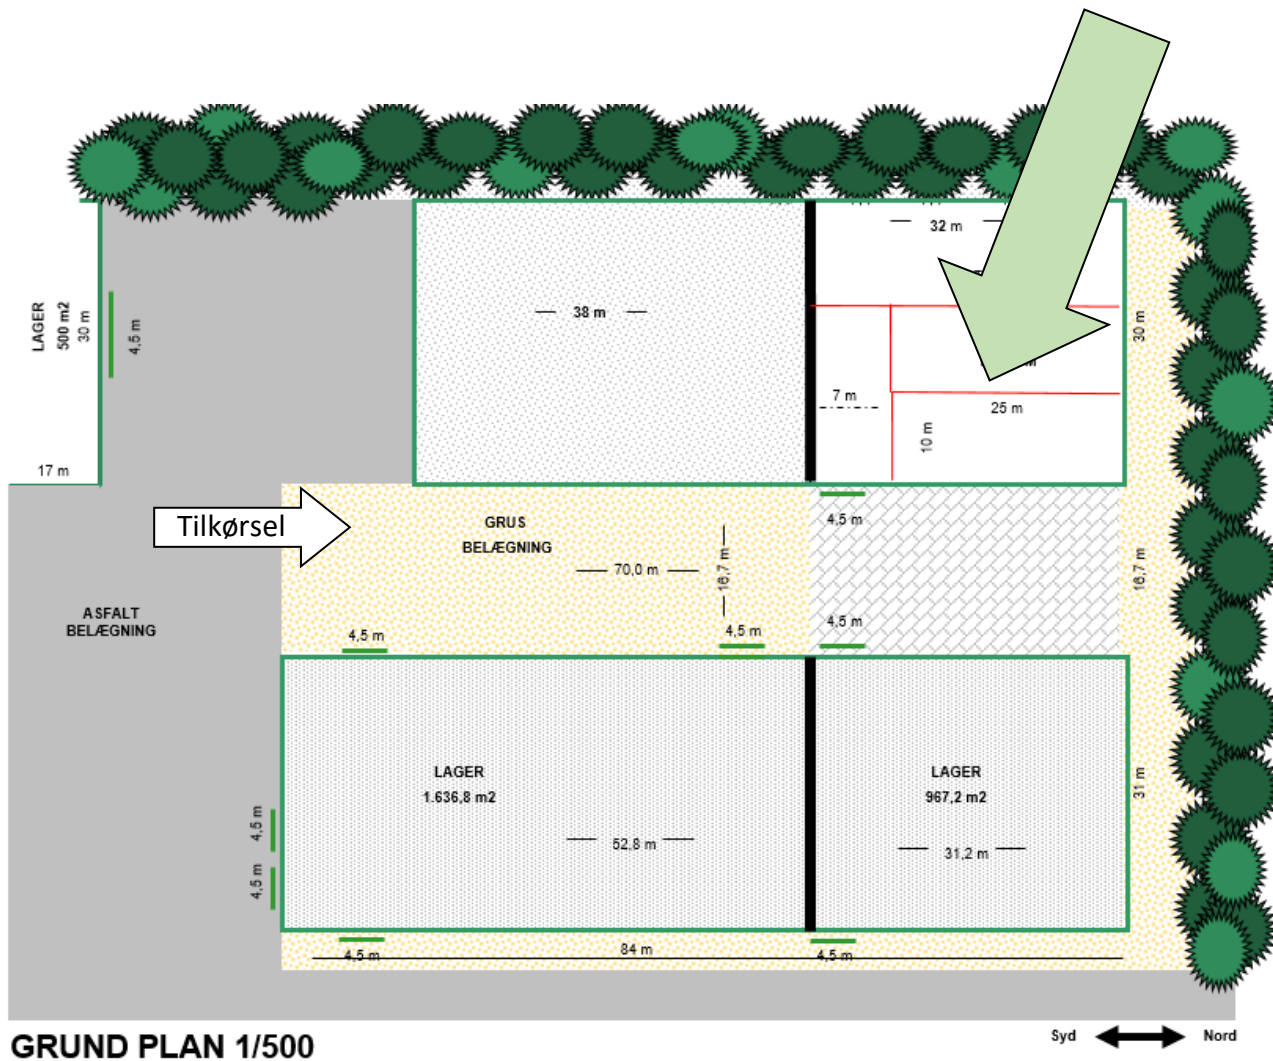 32 m
LAGER
500 m2
30 m
4,5 m
38 m
30 m
7 m
25 m
10 m
17 m
Tilkørsel
GRUS
BELÆGNING
4,5 m
70,0 m
16,7 m
16,7 m
ASFALT
BELÆGNING
4,5 m
4,5 m
4,5 m
LAGER
1.636,8 m2
LAGER
967,2 m2
31 m
4,5 m
4,5 m
52,8 m
31,2 m
4,5 m
84 m
4,5 m
GRUND PLAN 1/500
Syd
Nord